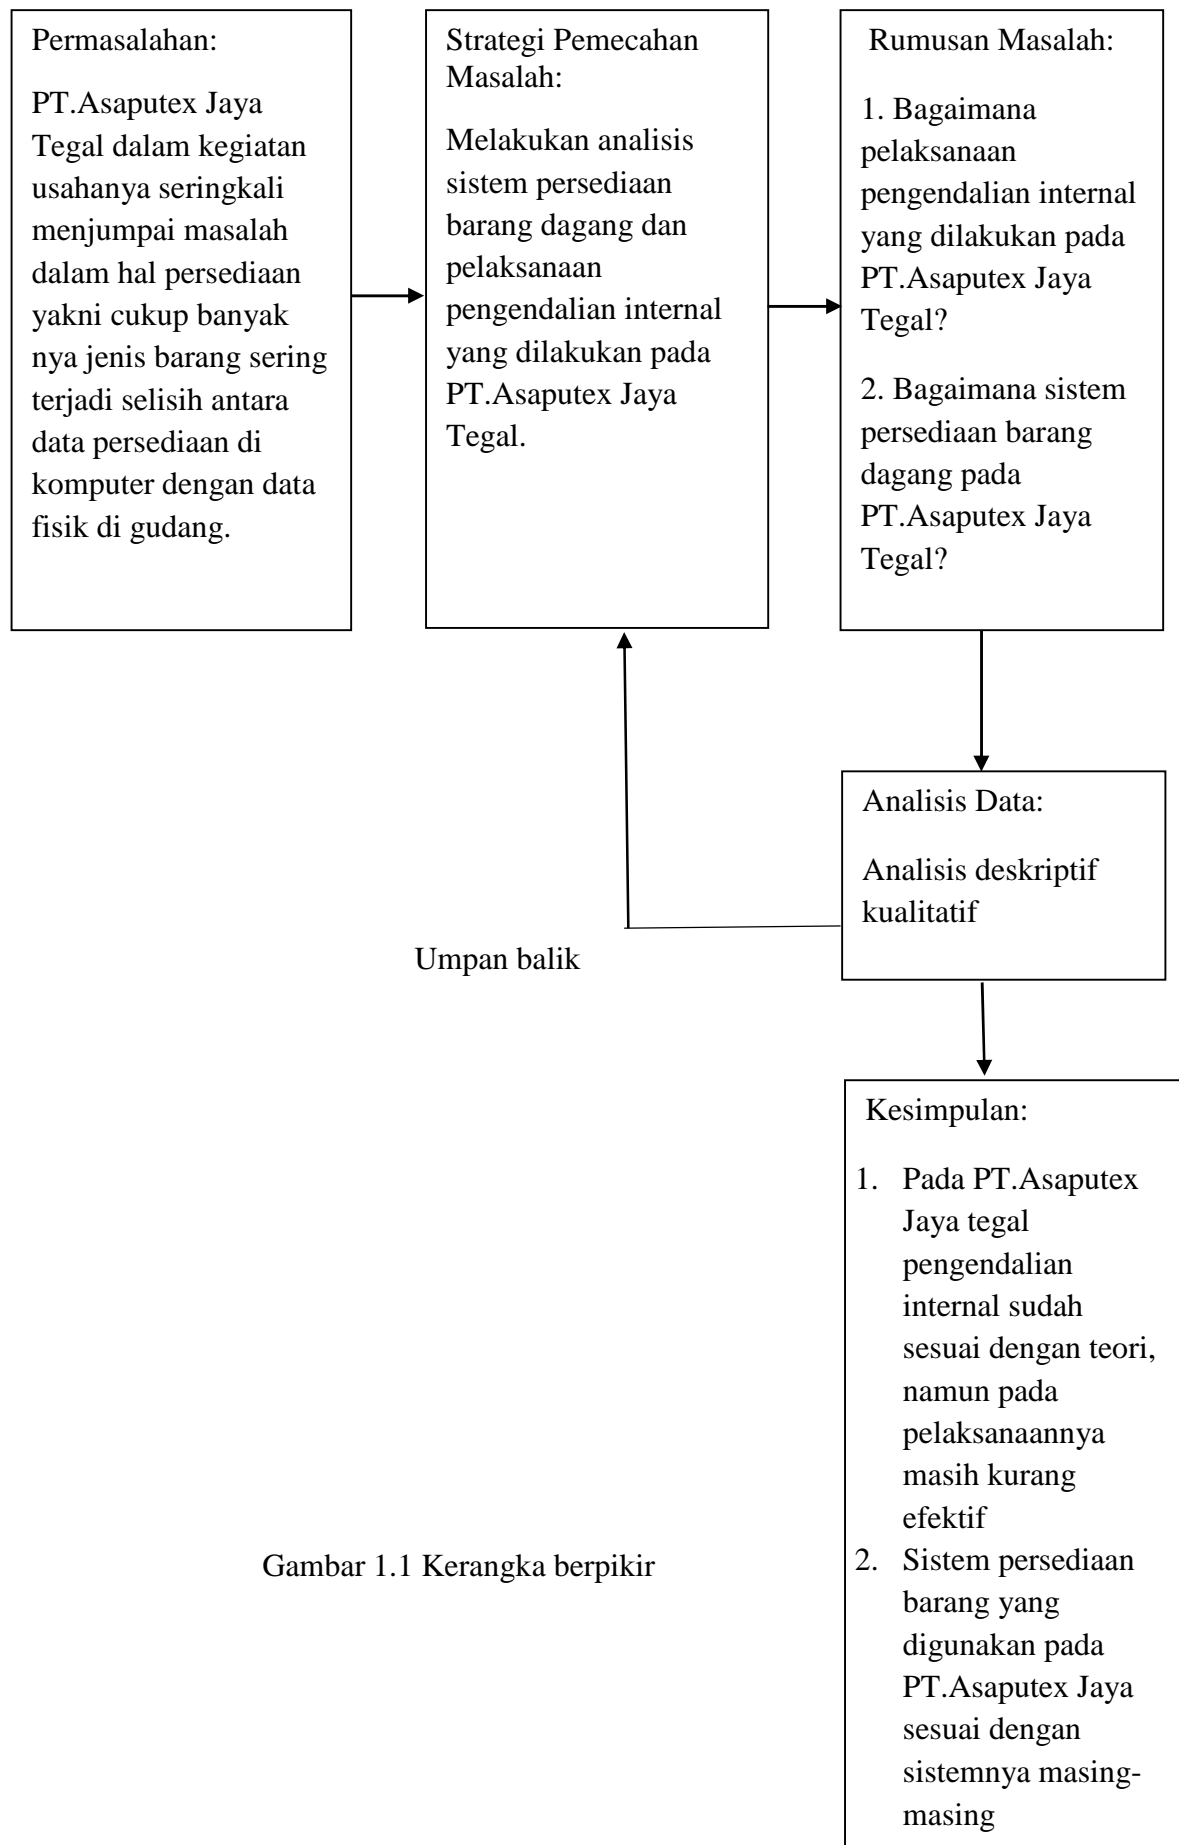 Permasalahan:
PT.Asaputex Jaya
Tegal dalam kegiatan
usahanya seringkali
menjumpai masalah
dalam hal persediaan
yakni cukup banyak
nya jenis barang sering
terjadi selisih antara
data persediaan di
komputer dengan data
fisik di gudang.
Strategi Pemecahan
Masalah:
Melakukan analisis
sistem persediaan
barang dagang dan
pelaksanaan
pengendalian internal
yang dilakukan pada
PT.Asaputex Jaya
Tegal.
Rumusan Masalah:
1. Bagaimana
pelaksanaan
pengendalian internal
yang dilakukan pada
PT.Asaputex Jaya
Tegal?
2. Bagaimana sistem
persediaan barang
dagang pada
PT.Asaputex Jaya
Tegal?
Analisis Data:
Analisis deskriptif
kualitatif
Umpan balik
Kesimpulan:
1. Pada PT.Asaputex
Jaya tegal
pengendalian
internal sudah
sesuai dengan teori,
namun pada
pelaksanaannya
masih kurang
efektif
2. Sistem persediaan
barang yang
digunakan pada
PT.Asaputex Jaya
sesuai dengan
sistemnya masing-
masing
Gambar 1.1 Kerangka berpikir